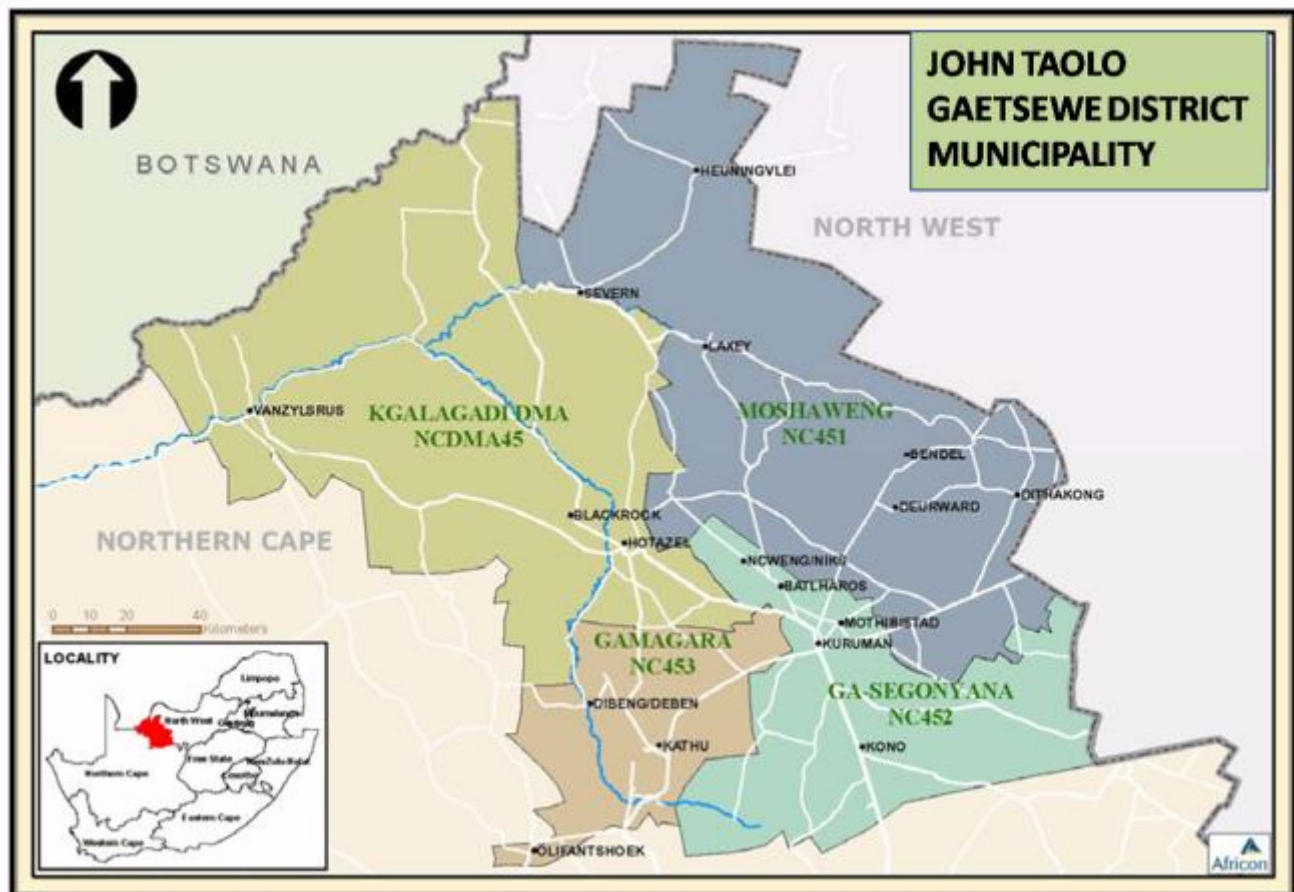 JOHN TAOLO
GAETSEWE DISTRICT
MUNICIPALITY
BOTSWANA
HEUNINGVLEI
NORTH WEST
SEVERN
LAXEY
VANZYLSRUS
KGALAGADI DMA
NCDMA45
MOSHAWENG
NC451
BENDEL
DITHAKONG
DEURWARD
BLACKROCK
NORTHERN CAPE
HOTAZEL
NCWENG/NIKU
BATLHAROS
0 10 20 40
Kilometers
MOTHIBISTAD
KURUMAN
GAMAGARA
NC453
GA-SEGONYANA
NC452
DIBENG/DEBEN
KATHU
KONO
OLIFANTSHOEK
LOCALITY
Limpopo
North West
Free State
Northern Cape
Eastern Cape
Western Cape
Africon